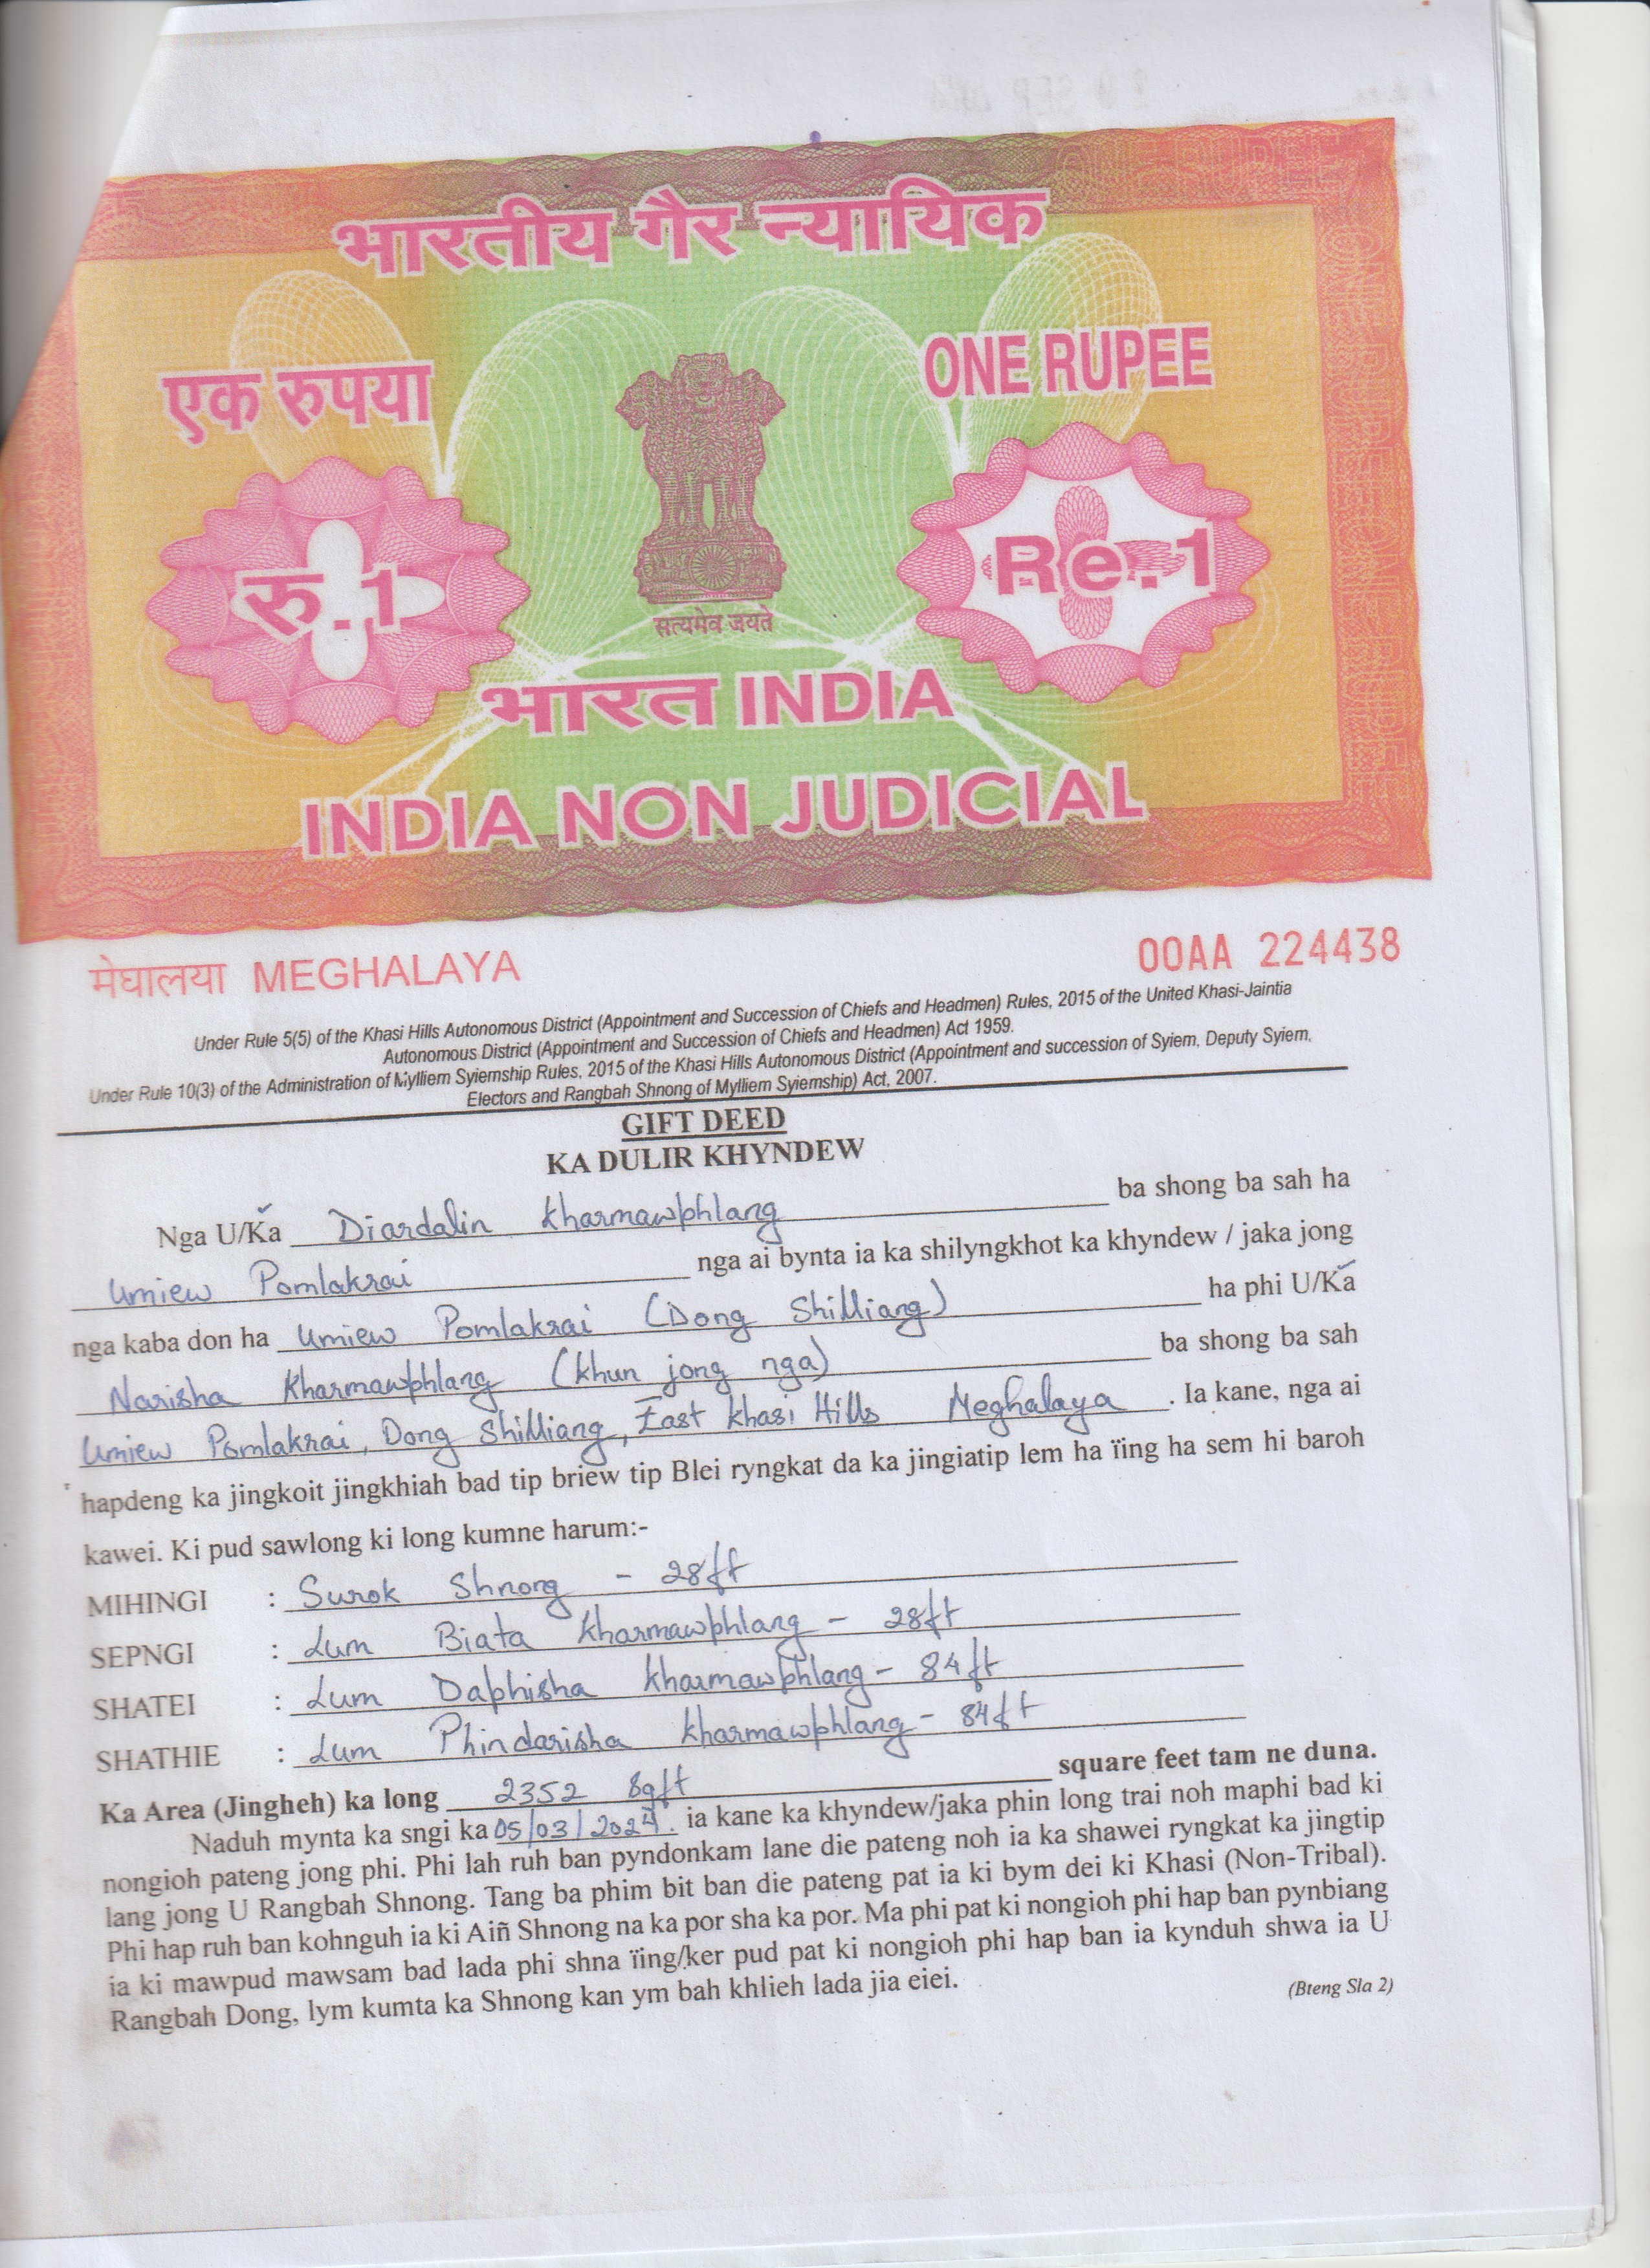 भारतीय गैर न्यायिक
एक रुपया
ONE RUPEE
रु.1
Re.1
सत्यमेव जयते
भारत INDIA
INDIA NON JUDICIAL
मेघालया MEGHALAYA
00AA 224438
Under Rule 5(5) of the Khasi Hills Autonomous District (Appointment and Succession of Chiefs and Headmen) Rules, 2015 of the United Khasi-Jaintia
Autonomous District (Appointment and Succession of Chiefs and Headmen) Act 1959.
Under Rule 10(3) of the Administration of Mylliem Syiemship Rules, 2015 of the Khasi Hills Autonomous District (Appointment and succession of Syiem, Deputy Syiem,
Electors and Rangbah Shnong of Mylliem Syiemship) Act, 2007.
GIFT DEED
KA DULIR KHYNDEW
Nga U/Ka Diardalin Kharmawphlang ba shong ba sah ha
Umiew Pomlakrai nga ai bynta ia ka shilyngkhot ka khyndew / jaka jong
nga kaba don ha Umiew Pomlakrai (Dong Shilliang) ha phi U/Ka
Narisha Kharmawphlang (khun jong nga) ba shong ba sah
Umiew Pomlakrai, Dong Shilliang, East Khasi Hills Meghalaya. Ia kane, nga ai
hapdeng ka jingkoit jingkhiah bad tip briew tip Blei ryngkat da ka jingiatip lem ha ïing ha sem hi baroh
kawei. Ki pud sawlong ki long kumne harum:-
MIHINGI : Surok Shnong - 28ft
SEPNGI : Lum Biata Kharmawphlang - 28ft
SHATEI : Lum Daphisha Kharmawphlang - 84ft
SHATHIE : Lum Phindarisha Kharmawphlang - 84ft
Ka Area (Jingheh) ka long 2352 sqft square feet tam ne duna.
Naduh mynta ka sngi ka 05/03/2024. ia kane ka khyndew/jaka phin long trai noh maphi bad ki
nongioh pateng jong phi. Phi lah ruh ban pyndonkam lane die pateng noh ia ka shawei ryngkat ka jingtip
lang jong U Rangbah Shnong. Tang ba phim bit ban die pateng pat ia ki bym dei ki Khasi (Non-Tribal).
Phi hap ruh ban kohnguh ia ki Aiñ Shnong na ka por sha ka por. Ma phi pat ki nongioh phi hap ban pynbiang
ia ki mawpud mawsam bad lada phi shna ïing/ker pud pat ki nongioh phi hap ban ia kynduh shwa ia U
Rangbah Dong, lym kumta ka Shnong kan ym bah khlieh lada jia eiei.
(Bteng Sla 2)